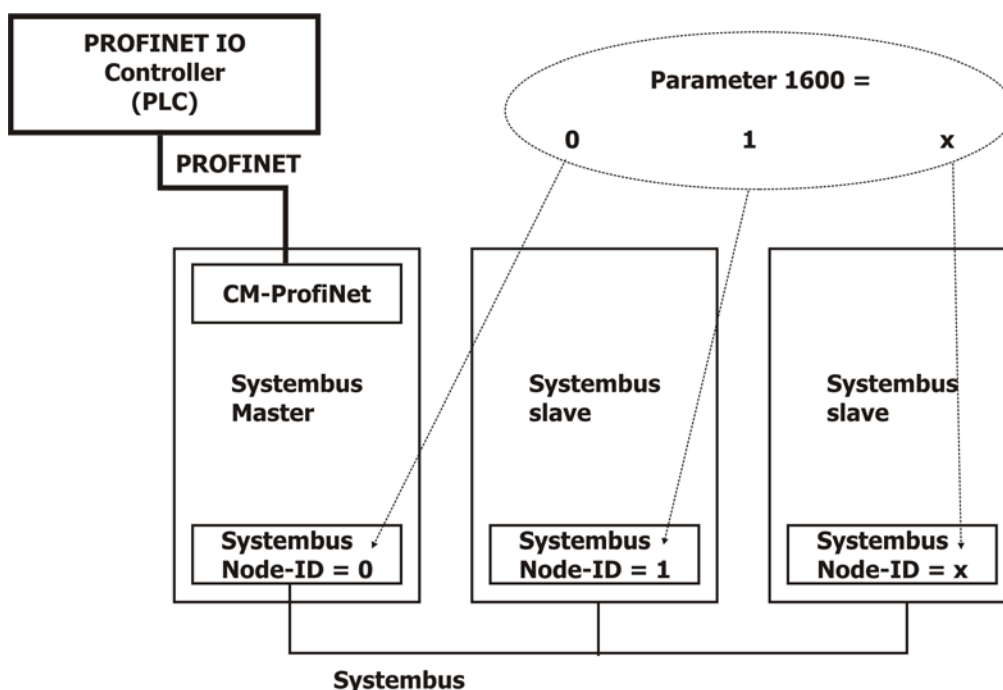 PROFINET IO
Controller
(PLC)
Parameter 1600 =
0 1 x
PROFINET
CM-ProfiNet
Systembus
Master
Systembus
slave
Systembus
slave
Systembus
Node-ID = 0
Systembus
Node-ID = 1
Systembus
Node-ID = x
Systembus